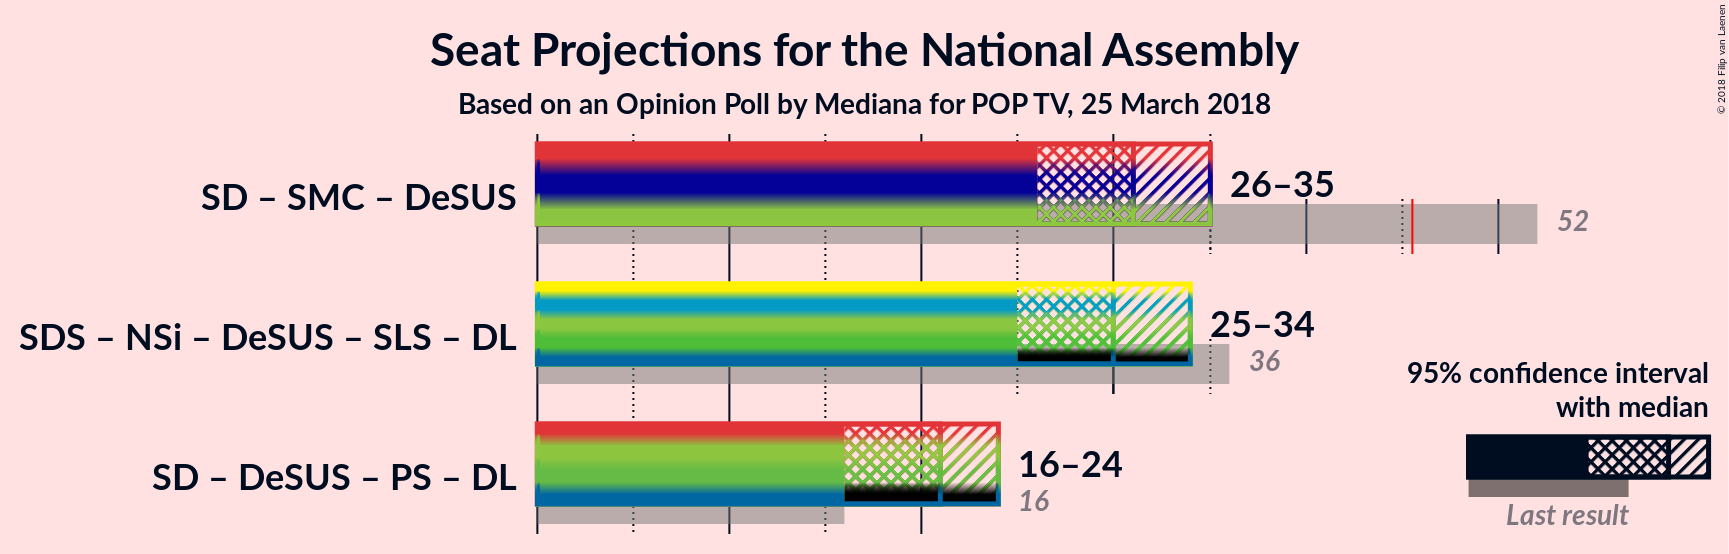 Seat Projections for the National Assembly
Based on an Opinion Poll by Mediana for POP TV, 25 March 2018
© 2018 Filip van Laenen
SD – SMC – DeSUS
26–35
52
SDS – NSi – DeSUS – SLS – DL
25–34
36
SD – DeSUS – PS – DL
16–24
16
95% confidence interval
with median
Last result